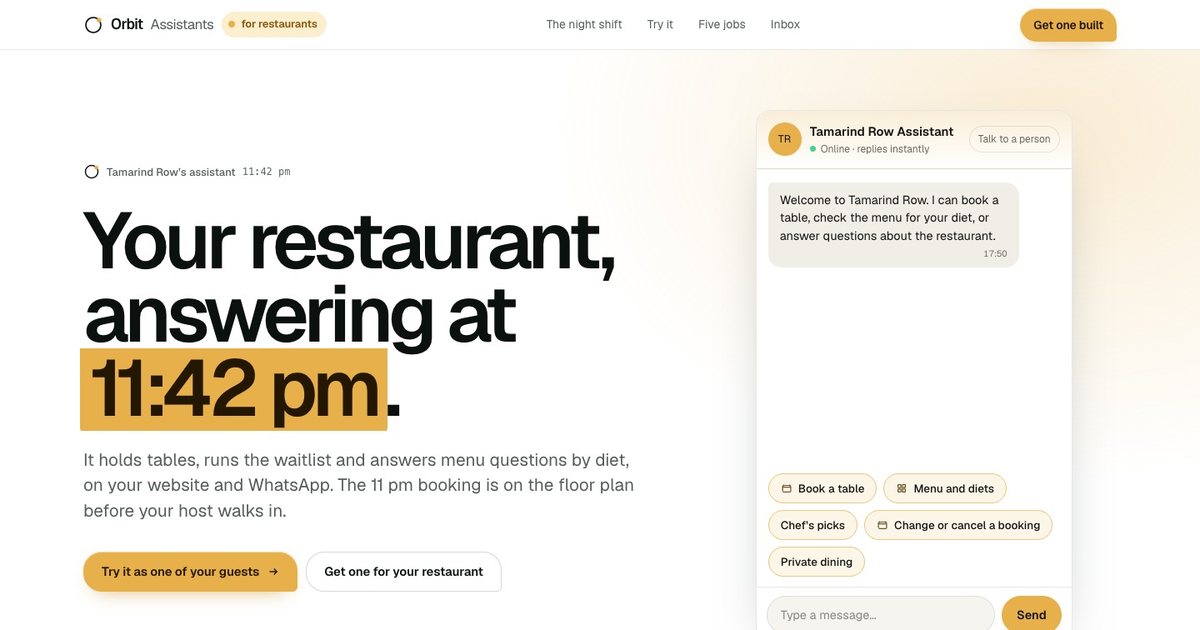 Orbit Assistants for restaurants
The night shift Try it Five jobs Inbox
Get one built
Tamarind Row's assistant 11:42 pm
Your restaurant,
answering at
11:42 pm.
It holds tables, runs the waitlist and answers menu questions by diet,
on your website and WhatsApp. The 11 pm booking is on the floor plan
before your host walks in.
Try it as one of your guests →
Get one for your restaurant
TR
Tamarind Row Assistant
Online · replies instantly
Talk to a person
Welcome to Tamarind Row. I can book a
table, check the menu for your diet, or
answer questions about the restaurant.
17:50
Book a table
Menu and diets
Chef's picks
Change or cancel a booking
Private dining
Type a message...
Send